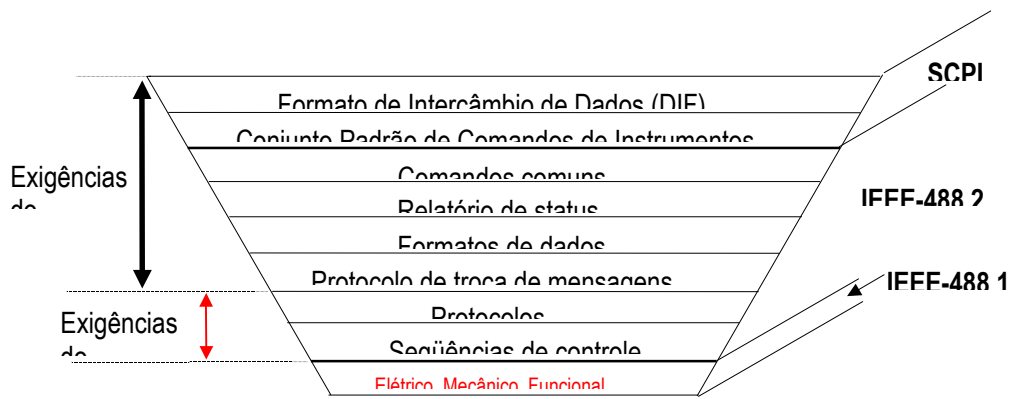 SCPI
Formato de Intercâmbio de Dados (DIF)
Conjunto Padrão de Comandos de Instrumentos
Exigências
do
Comandos comuns
Relatório de status
IEEE-488.2
Formatos de dados
Protocolo de troca de mensagens
IEEE-488.1
Exigências
do
Protocolos
Seqüências de controle
Elétrico, Mecânico, Funcional